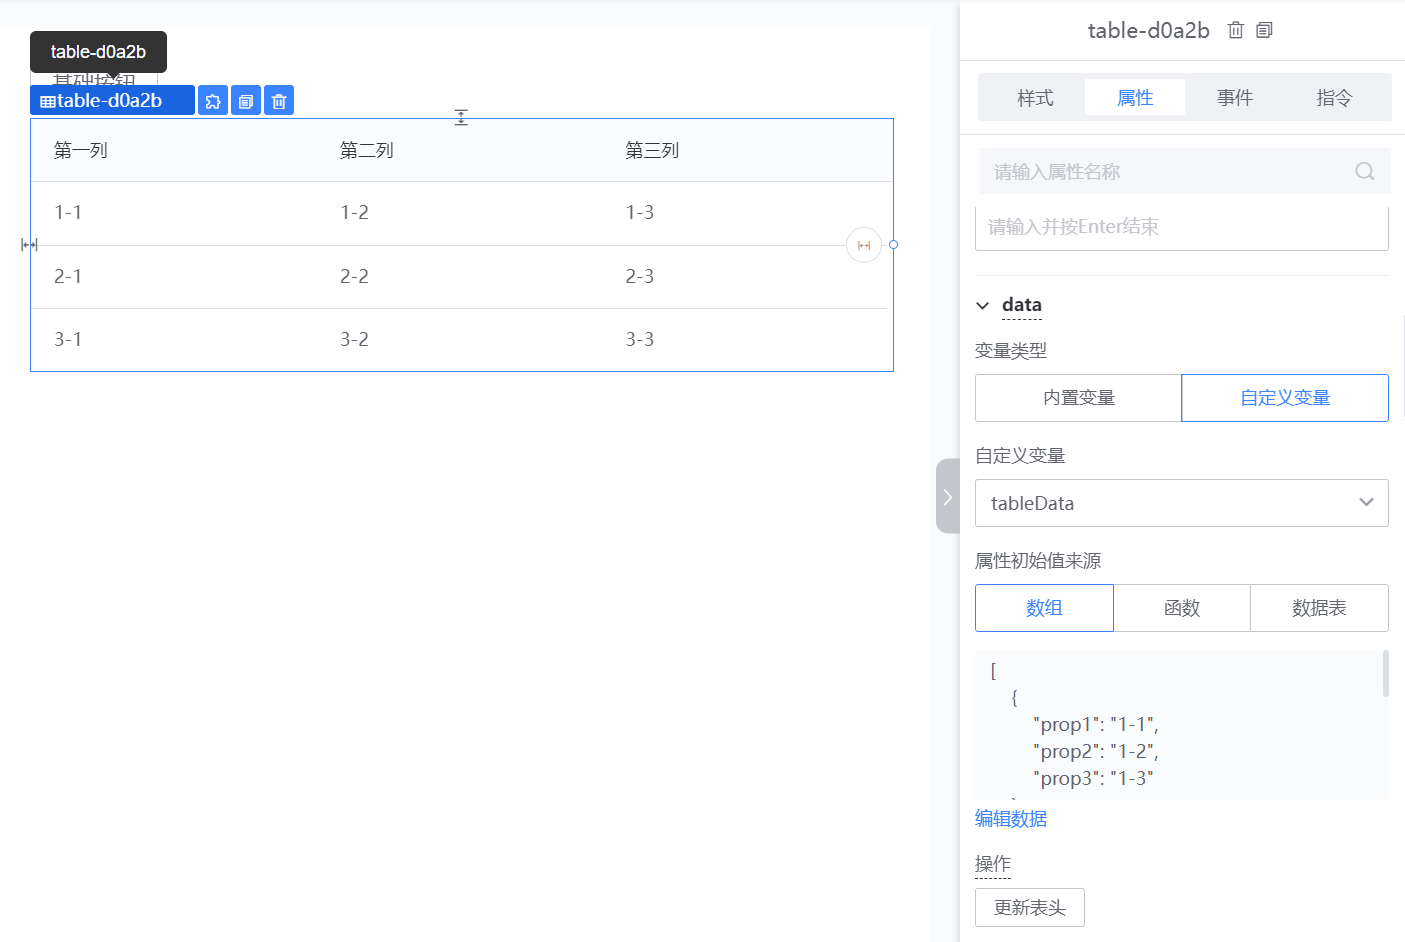 table-d0a2b
基础按钮
table-d0a2b
第一列 第二列 第三列
1-1 1-2 1-3
2-1 2-2 2-3
3-1 3-2 3-3
table-d0a2b
样式 属性 事件 指令
请输入属性名称
请输入并按Enter结束
data
变量类型
内置变量 自定义变量
自定义变量
tableData
属性初始值来源
数组 函数 数据表
[
{
"prop1": "1-1",
"prop2": "1-2",
"prop3": "1-3"
编辑数据
操作
更新表头